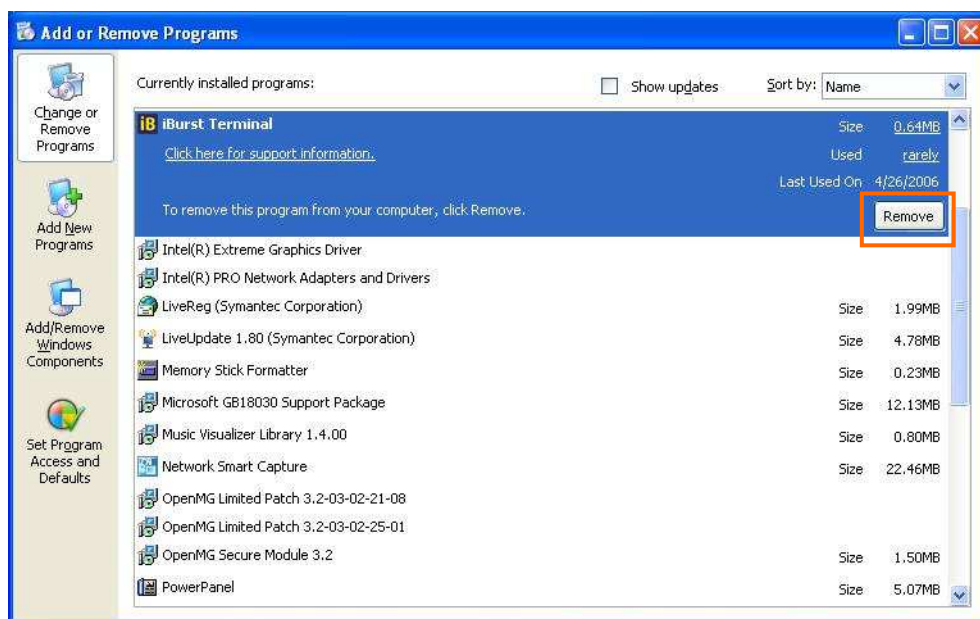 Add or Remove Programs
Change or
Remove
Programs
Add New
Programs
Add/Remove
Windows
Components
Set Program
Access and
Defaults
Currently installed programs:
Show updates
Sort by: Name
iB iBurst Terminal Size 0.64MB
Click here for support information. Used rarely
Last Used On 4/26/2006
To remove this program from your computer, click Remove. Remove
Intel(R) Extreme Graphics Driver
Intel(R) PRO Network Adapters and Drivers
LiveReg (Symantec Corporation) Size 1.99MB
LiveUpdate 1.80 (Symantec Corporation) Size 4.78MB
Memory Stick Formatter Size 0.23MB
Microsoft GB18030 Support Package Size 12.13MB
Music Visualizer Library 1.4.00 Size 0.80MB
Network Smart Capture Size 22.46MB
OpenMG Limited Patch 3.2-03-02-21-08
OpenMG Limited Patch 3.2-03-02-25-01
OpenMG Secure Module 3.2 Size 1.50MB
PowerPanel Size 5.07MB